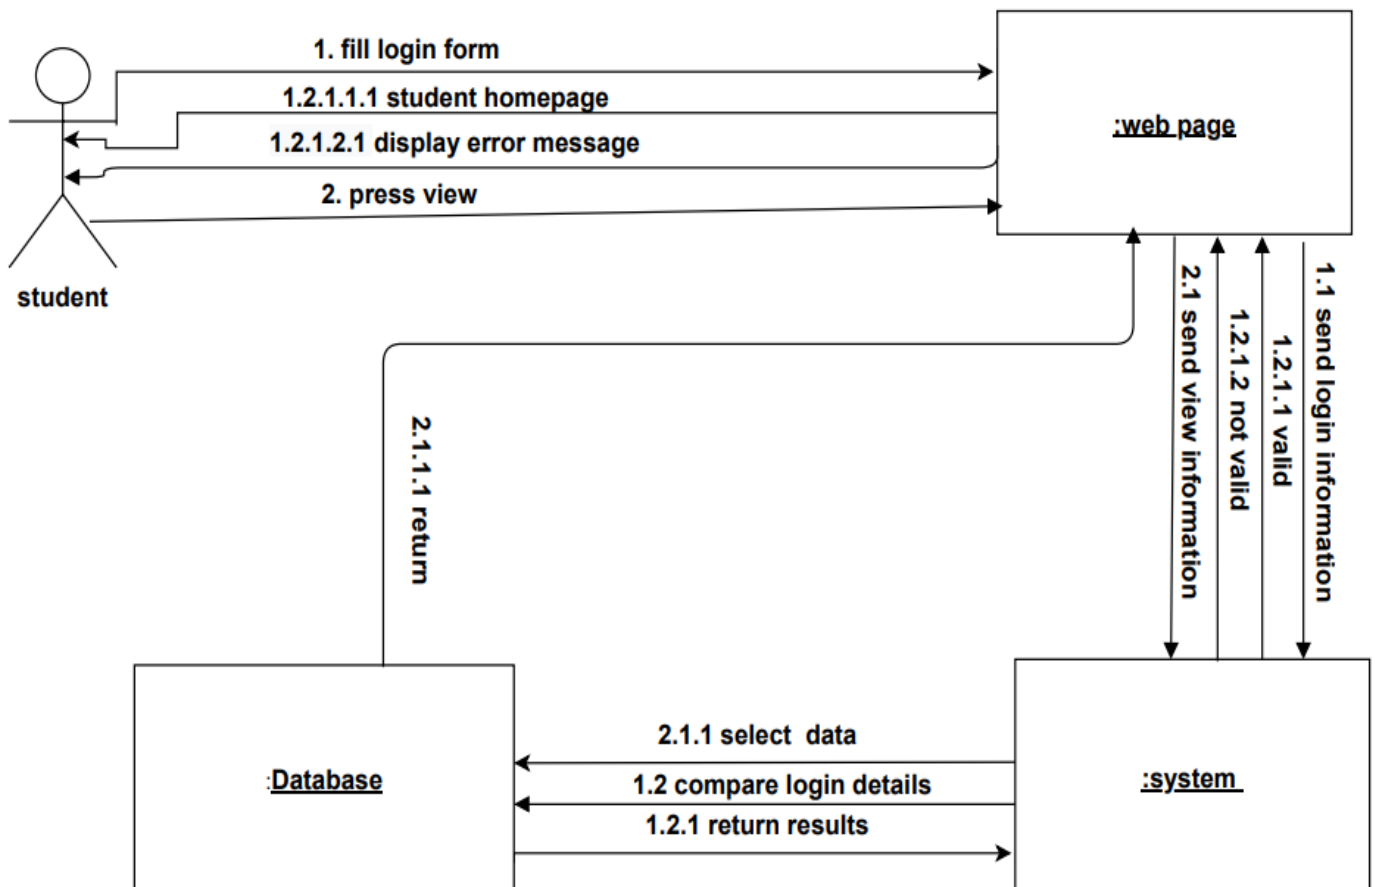 1. fill login form
1.2.1.1.1 student homepage
:web page
1.2.1.2.1 display error message
2. press view
student
2.1 send view information
1.2.1.2 not valid
1.2.1.1 valid
1.1 send login information
2.1.1.1 return
2.1.1 select data
:Database
1.2 compare login details
:system
1.2.1 return results